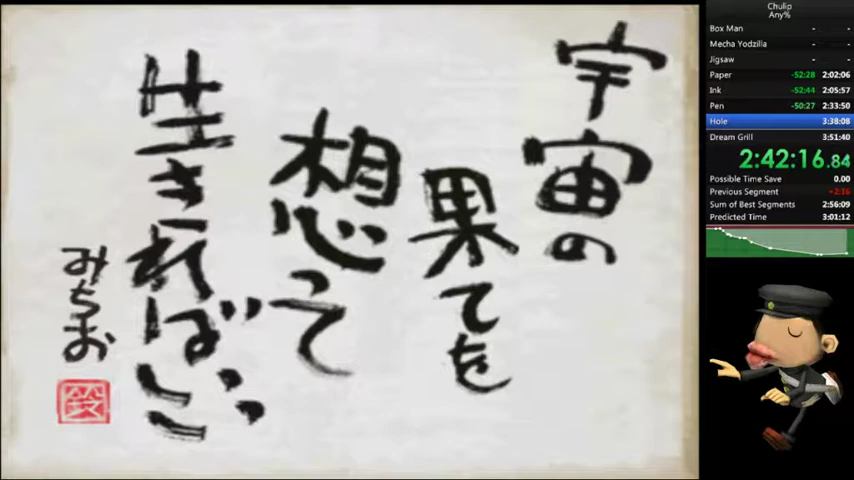 宇宙の
果てを
想って
生きればいい
みちお
Chulip
Any%
Box Man - -
Mecha Yodzilla - -
Jigsaw - -
Paper -52:28 2:02:06
Ink -52:44 2:05:57
Pen -50:27 2:33:50
Hole 3:38:08
Dream Grill 3:51:40
2:42:16.84
Possible Time Save 0.00
Previous Segment +2:16
Sum of Best Segments 2:56:09
Predicted Time 3:01:12